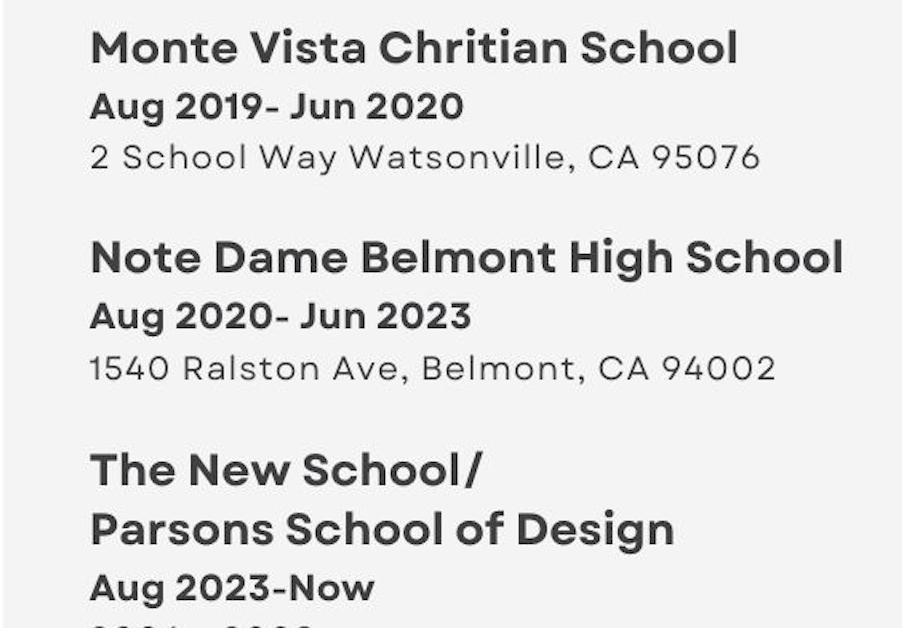 Monte Vista Chritian School
Aug 2019- Jun 2020
2 School Way Watsonville, CA 95076
Note Dame Belmont High School
Aug 2020- Jun 2023
1540 Ralston Ave, Belmont, CA 94002
The New School/
Parsons School of Design
Aug 2023-Now